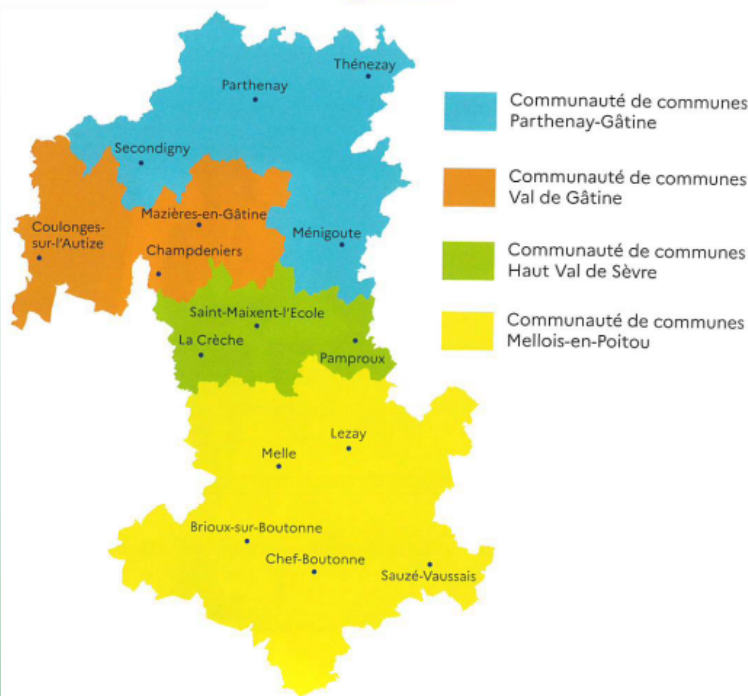 Thénezay
Parthenay
Secondigny
Mazières-en-Gâtine
Coulonges-
sur-l'Autize
Ménigoute
Champdeniers
Saint-Maixent-l'Ecole
La Crèche
Pamproux
Lezay
Melle
Brioux-sur-Boutonne
Chef-Boutonne
Sauzé-Vaussais
Communauté de communes
Parthenay-Gâtine
Communauté de communes
Val de Gâtine
Communauté de communes
Haut Val de Sèvre
Communauté de communes
Mellois-en-Poitou